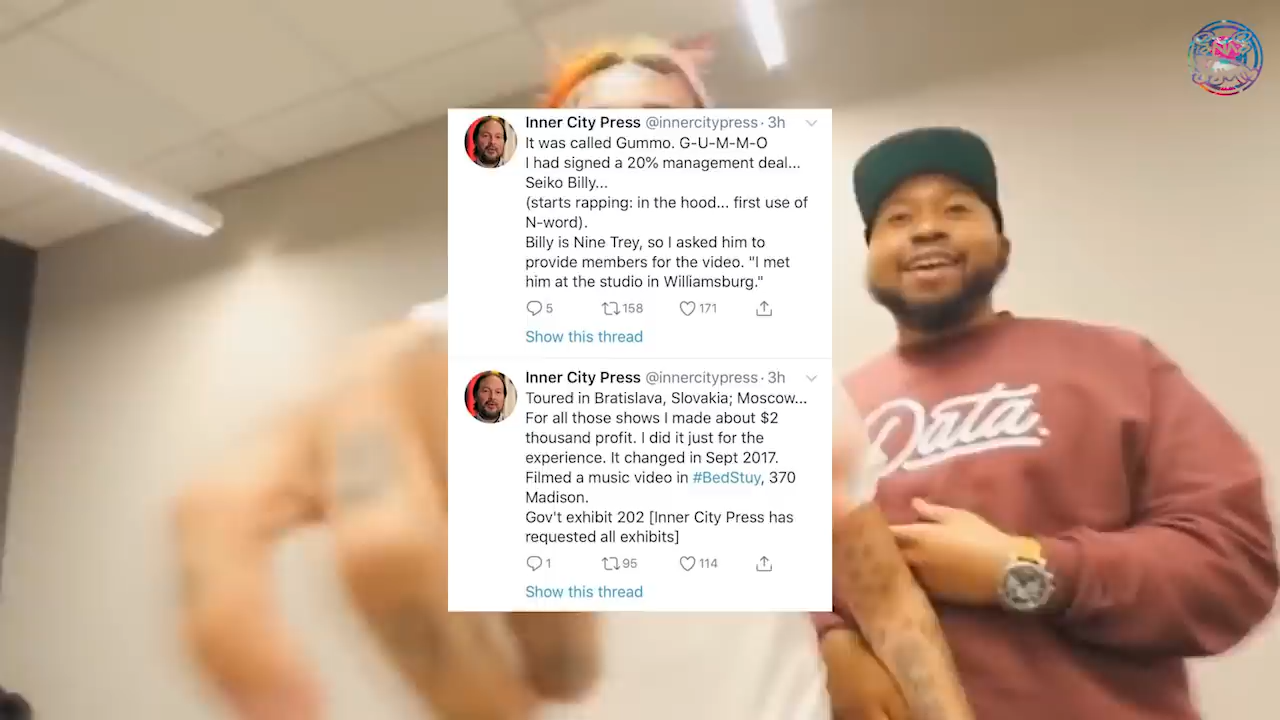 Inner City Press @innercitypress · 3h
It was called Gummo. G-U-M-M-O
I had signed a 20% management deal...
Seiko Billy...
(starts rapping: in the hood... first use of
N-word).
Billy is Nine Trey, so I asked him to
provide members for the video. "I met
him at the studio in Williamsburg."
5 158 171
Show this thread
Inner City Press @innercitypress · 3h
Toured in Bratislava, Slovakia; Moscow...
For all those shows I made about $2
thousand profit. I did it just for the
experience. It changed in Sept 2017.
Filmed a music video in #BedStuy, 370
Madison.
Gov't exhibit 202 [Inner City Press has
requested all exhibits]
1 95 114
Show this thread
Data.